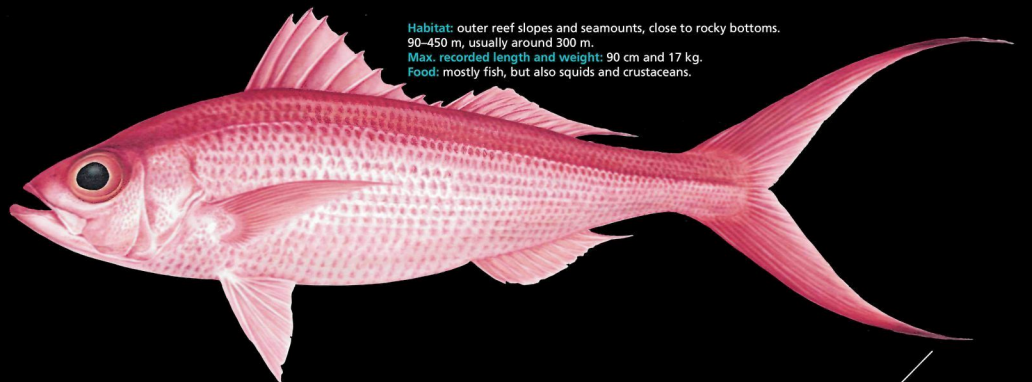 Habitat: outer reef slopes and seamounts, close to rocky bottoms.
90–450 m, usually around 300 m.
Max. recorded length and weight: 90 cm and 17 kg.
Food: mostly fish, but also squids and crustaceans.